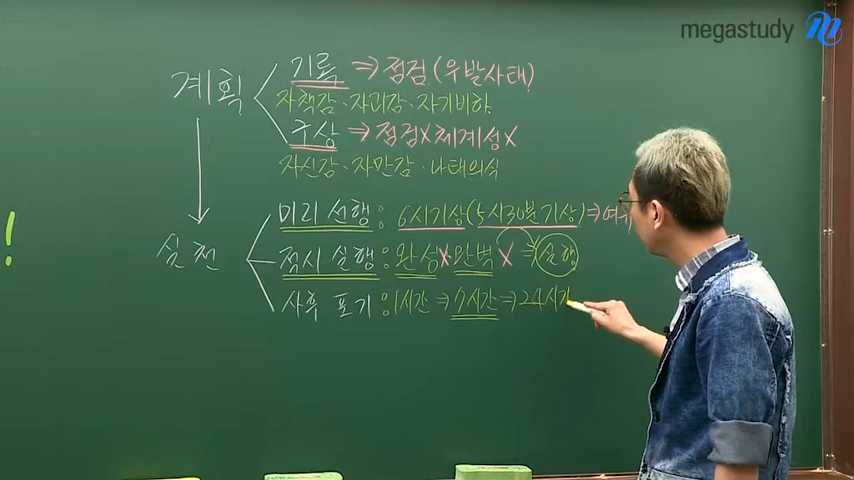 megastudy
계획
기록 ⇒ 점검(우발사태)
자책감、자괴감、자기비하.
구상 ⇒ 점검X체계성X
자신감、자만감、나태의식
!
실천
미리 선행: 6시기상(5시30분기상)⇒여유
적시 실행: 완성X완벽X⇒실행
사후 포기: 1시간⇒7시간⇒24시간